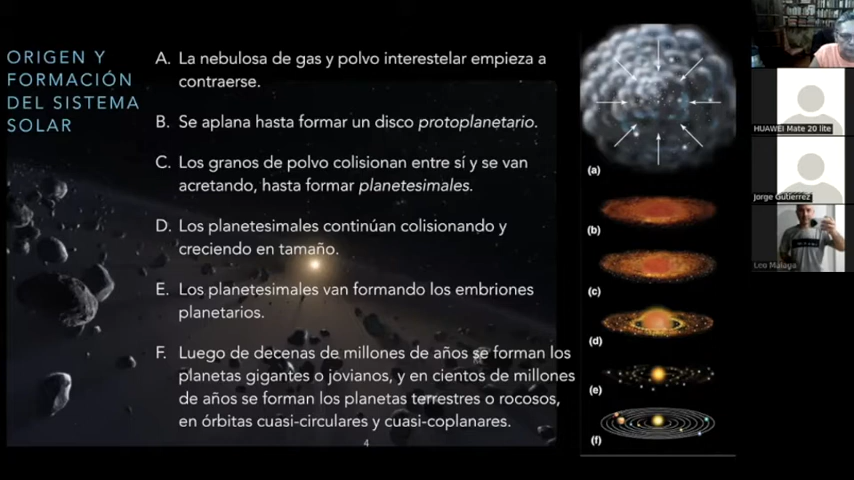 ORIGEN Y
FORMACIÓN
DEL SISTEMA
SOLAR
A. La nebulosa de gas y polvo interestelar empieza a
contraerse.
B. Se aplana hasta formar un disco protoplanetario.
C. Los granos de polvo colisionan entre sí y se van
acretando, hasta formar planetesimales.
D. Los planetesimales continúan colisionando y
creciendo en tamaño.
E. Los planetesimales van formando los embriones
planetarios.
F. Luego de decenas de millones de años se forman los
planetas gigantes o jovianos, y en cientos de millones
de años se forman los planetas terrestres o rocosos,
en órbitas cuasi-circulares y cuasi-coplanares.
4
(a)
(b)
(c)
(d)
(e)
(f)
HUAWEI Mate 20 lite
Jorge Gutierrez
Leo Malaga